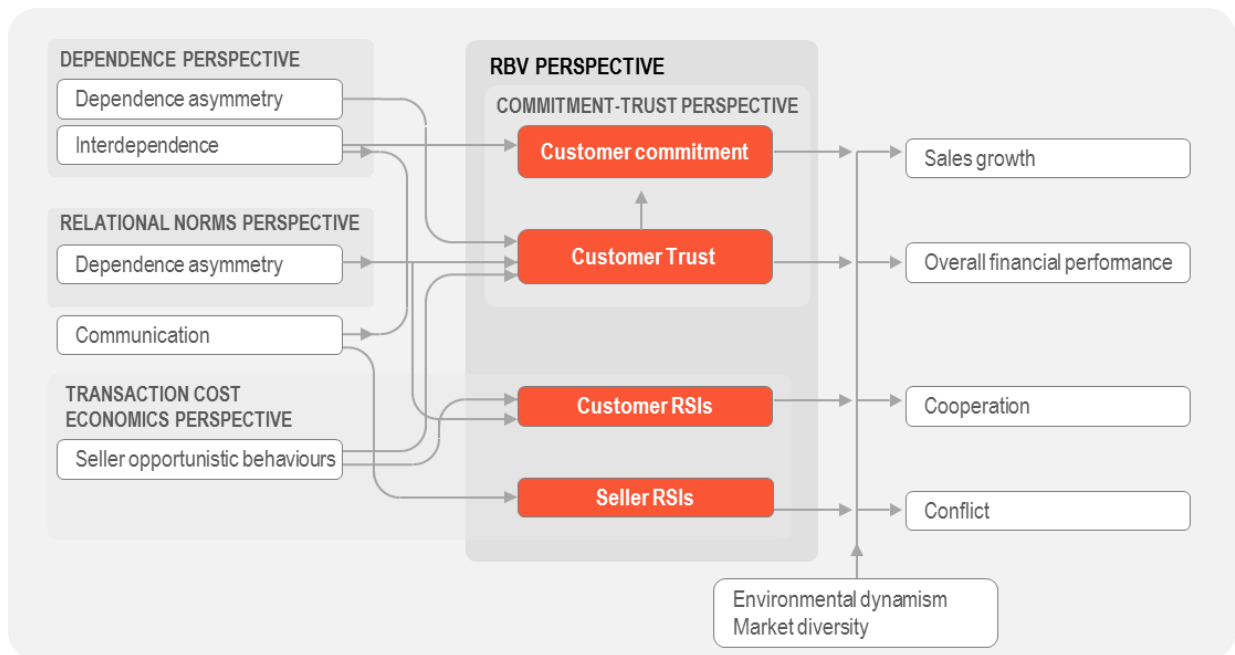 DEPENDENCE PERSPECTIVE
Dependence asymmetry
Interdependence
RELATIONAL NORMS PERSPECTIVE
Dependence asymmetry
Communication
TRANSACTION COST
ECONOMICS PERSPECTIVE
Seller opportunistic behaviours
RBV PERSPECTIVE
COMMITMENT-TRUST PERSPECTIVE
Customer commitment
Customer Trust
Customer RSIs
Seller RSIs
Sales growth
Overall financial performance
Cooperation
Conflict
Environmental dynamism
Market diversity